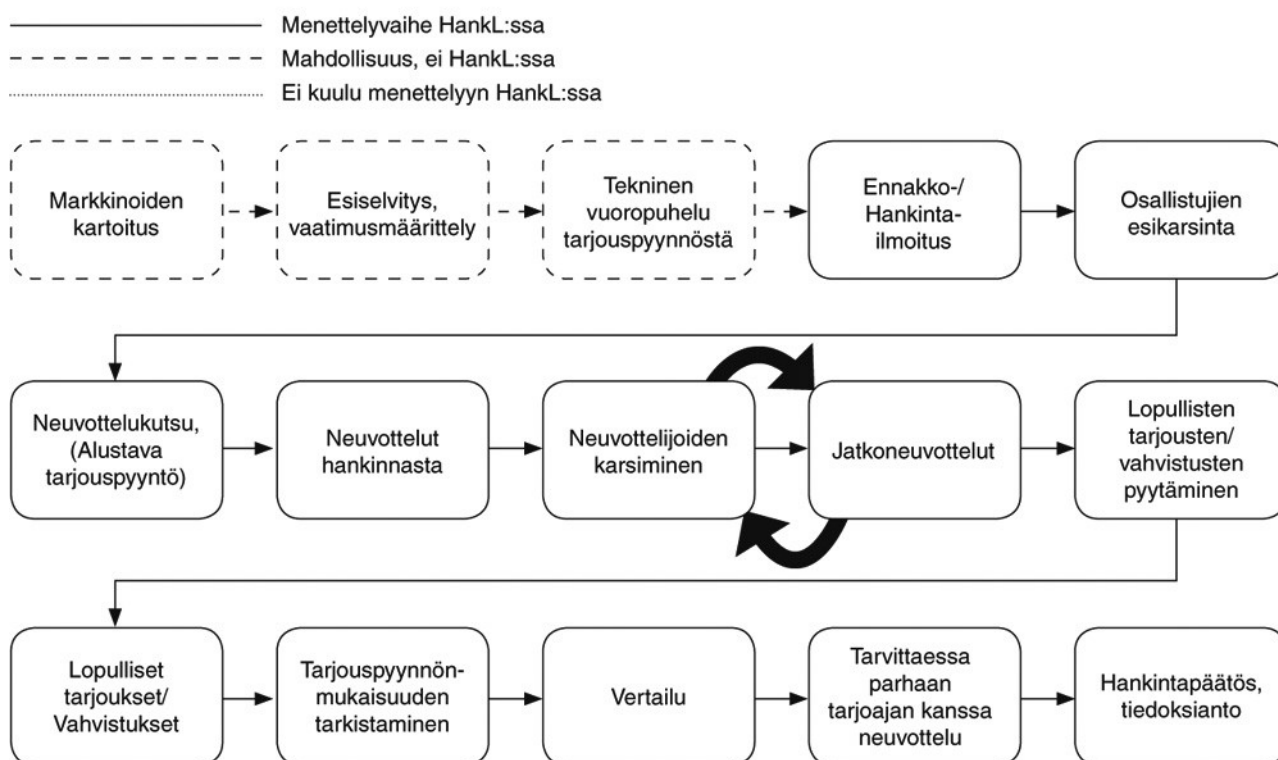 Menettelyvaihe HankL:ssa
Mahdollisuus, ei HankL:ssa
Ei kuulu menettelyyn HankL:ssa
Markkinoiden
kartoitus
Esiselvitys,
vaatimusmäärittely
Tekninen
vuoropuhelu
tarjouspyynnöstä
Ennakko-/
Hankinta-
ilmoitus
Osallistujien
esikarsinta
Neuvottelukutsu,
(Alustava
tarjouspyyntö)
Neuvottelut
hankinnasta
Neuvottelijoiden
karsiminen
Jatkoneuvottelut
Lopullisten
tarjousten/
vahvistusten
pyytäminen
Lopulliset
tarjoukset/
Vahvistukset
Tarjouspyynnön-
mukaisuuden
tarkistaminen
Vertailu
Tarvittaessa
parhaan
tarjoajan kanssa
neuvottelu
Hankintapäätös,
tiedoksianto